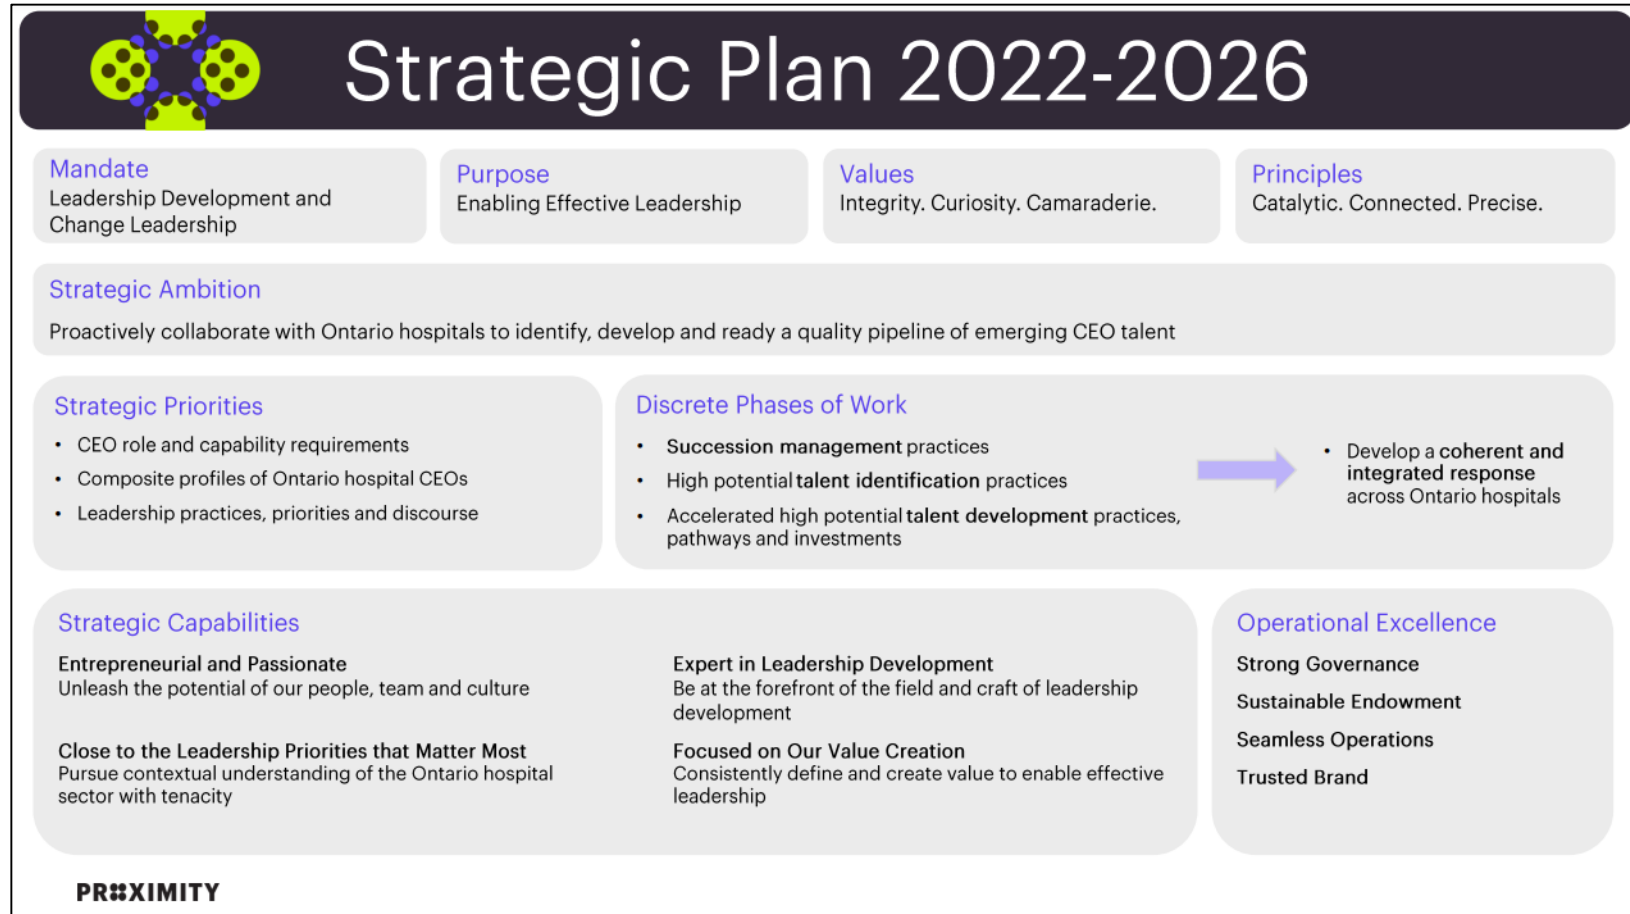 Strategic Plan 2022-2026
Mandate
Leadership Development and
Change Leadership
Purpose
Enabling Effective Leadership
Values
Integrity. Curiosity. Camaraderie.
Principles
Catalytic. Connected. Precise.
Strategic Ambition
Proactively collaborate with Ontario hospitals to identify, develop and ready a quality pipeline of emerging CEO talent
Strategic Priorities
• CEO role and capability requirements
• Composite profiles of Ontario hospital CEOs
• Leadership practices, priorities and discourse
Discrete Phases of Work
• Succession management practices
• High potential talent identification practices
• Accelerated high potential talent development practices,
pathways and investments
• Develop a coherent and
integrated response
across Ontario hospitals
Strategic Capabilities
Entrepreneurial and Passionate
Unleash the potential of our people, team and culture
Close to the Leadership Priorities that Matter Most
Pursue contextual understanding of the Ontario hospital
sector with tenacity
Expert in Leadership Development
Be at the forefront of the field and craft of leadership
development
Focused on Our Value Creation
Consistently define and create value to enable effective
leadership
Operational Excellence
Strong Governance
Sustainable Endowment
Seamless Operations
Trusted Brand
PROXIMITY